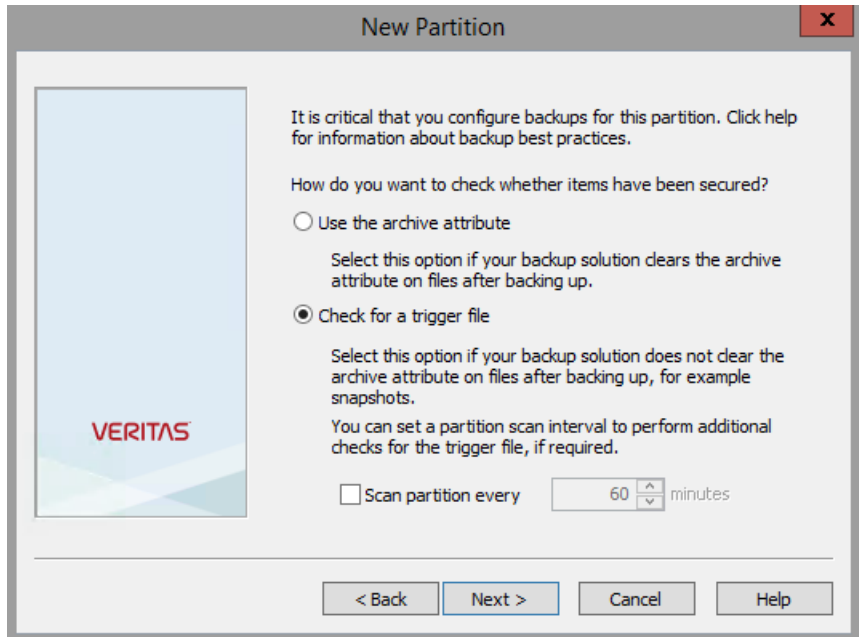 New Partition
x
It is critical that you configure backups for this partition. Click help
for information about backup best practices.
How do you want to check whether items have been secured?
Use the archive attribute
Select this option if your backup solution clears the archive
attribute on files after backing up.
Check for a trigger file
Select this option if your backup solution does not clear the
archive attribute on files after backing up, for example
snapshots.
You can set a partition scan interval to perform additional
checks for the trigger file, if required.
VERITAS
Scan partition every 60 minutes
< Back Next > Cancel Help